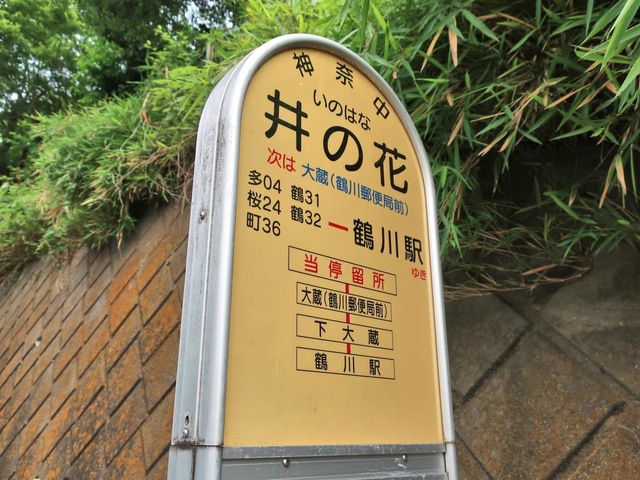 神奈中
いのはな
井の花
次は 大蔵(鶴川郵便局前)
多04 鶴31
桜24 鶴32
町36
ー鶴川駅
ゆき
当停留所
大蔵(鶴川郵便局前)
下大蔵
鶴川駅